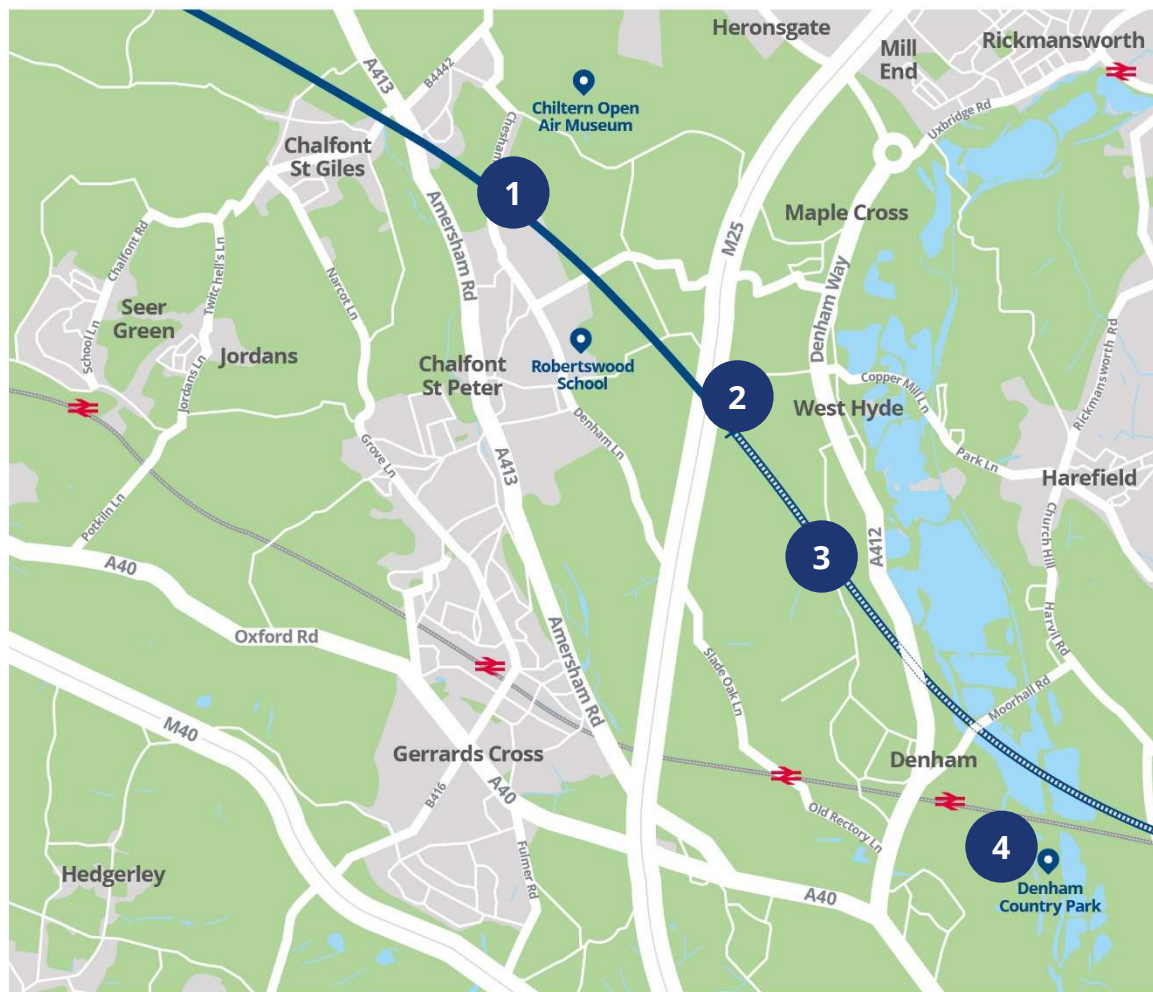 Heronsgate
Mill
End
Rickmansworth
A413
B4442
Chiltern Open
Air Museum
Uxbridge Rd
Chalfont
St Giles
Chesham
1
Amersham Rd
Maple Cross
M25
Chalfont Rd
Twitchell's Ln
Narcot Ln
Denham Way
Seer
Green
School Ln
Jordans
Jordans Ln
Chalfont
St Peter
Robertswood
School
2
Copper Mill Ln
West Hyde
Rickmansworth Rd
Denham Ln
Grove Ln
A413
Park Ln
Harefield
Potkiln Ln
A40
3
A412
Church Hill
Oxford Rd
Amersham Rd
Slade Oak Ln
Harvil Rd
Moorhall Rd
M40
Gerrards Cross
Denham
B416
A40
Old Rectory Ln
Fulmer Rd
4
Hedgerley
A40
Denham
Country Park